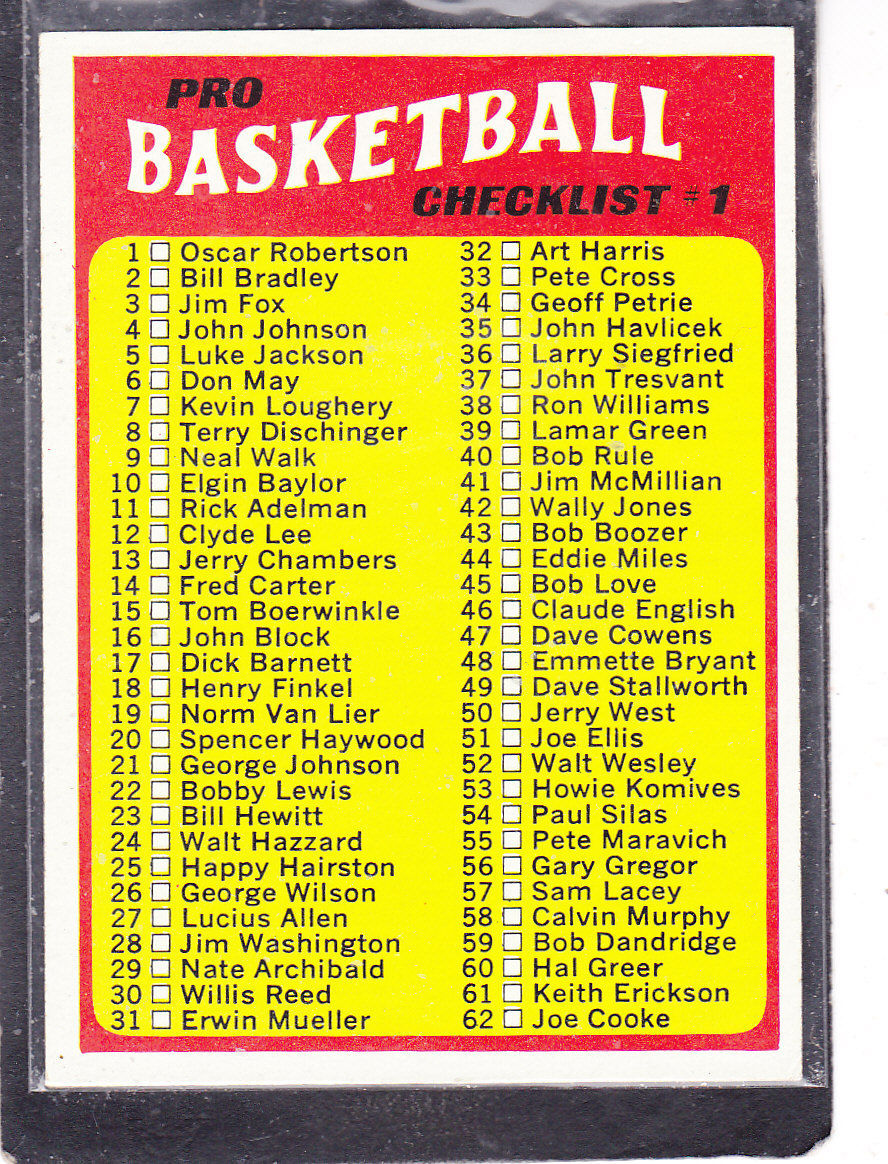 PRO
BASKETBALL
CHECKLIST #1
1 Oscar Robertson
2 Bill Bradley
3 Jim Fox
4 John Johnson
5 Luke Jackson
6 Don May
7 Kevin Loughery
8 Terry Dischinger
9 Neal Walk
10 Elgin Baylor
11 Rick Adelman
12 Clyde Lee
13 Jerry Chambers
14 Fred Carter
15 Tom Boerwinkle
16 John Block
17 Dick Barnett
18 Henry Finkel
19 Norm Van Lier
20 Spencer Haywood
21 George Johnson
22 Bobby Lewis
23 Bill Hewitt
24 Walt Hazzard
25 Happy Hairston
26 George Wilson
27 Lucius Allen
28 Jim Washington
29 Nate Archibald
30 Willis Reed
31 Erwin Mueller
32 Art Harris
33 Pete Cross
34 Geoff Petrie
35 John Havlicek
36 Larry Siegfried
37 John Tresvant
38 Ron Williams
39 Lamar Green
40 Bob Rule
41 Jim McMillian
42 Wally Jones
43 Bob Boozer
44 Eddie Miles
45 Bob Love
46 Claude English
47 Dave Cowens
48 Emmette Bryant
49 Dave Stallworth
50 Jerry West
51 Joe Ellis
52 Walt Wesley
53 Howie Komives
54 Paul Silas
55 Pete Maravich
56 Gary Gregor
57 Sam Lacey
58 Calvin Murphy
59 Bob Dandridge
60 Hal Greer
61 Keith Erickson
62 Joe Cooke